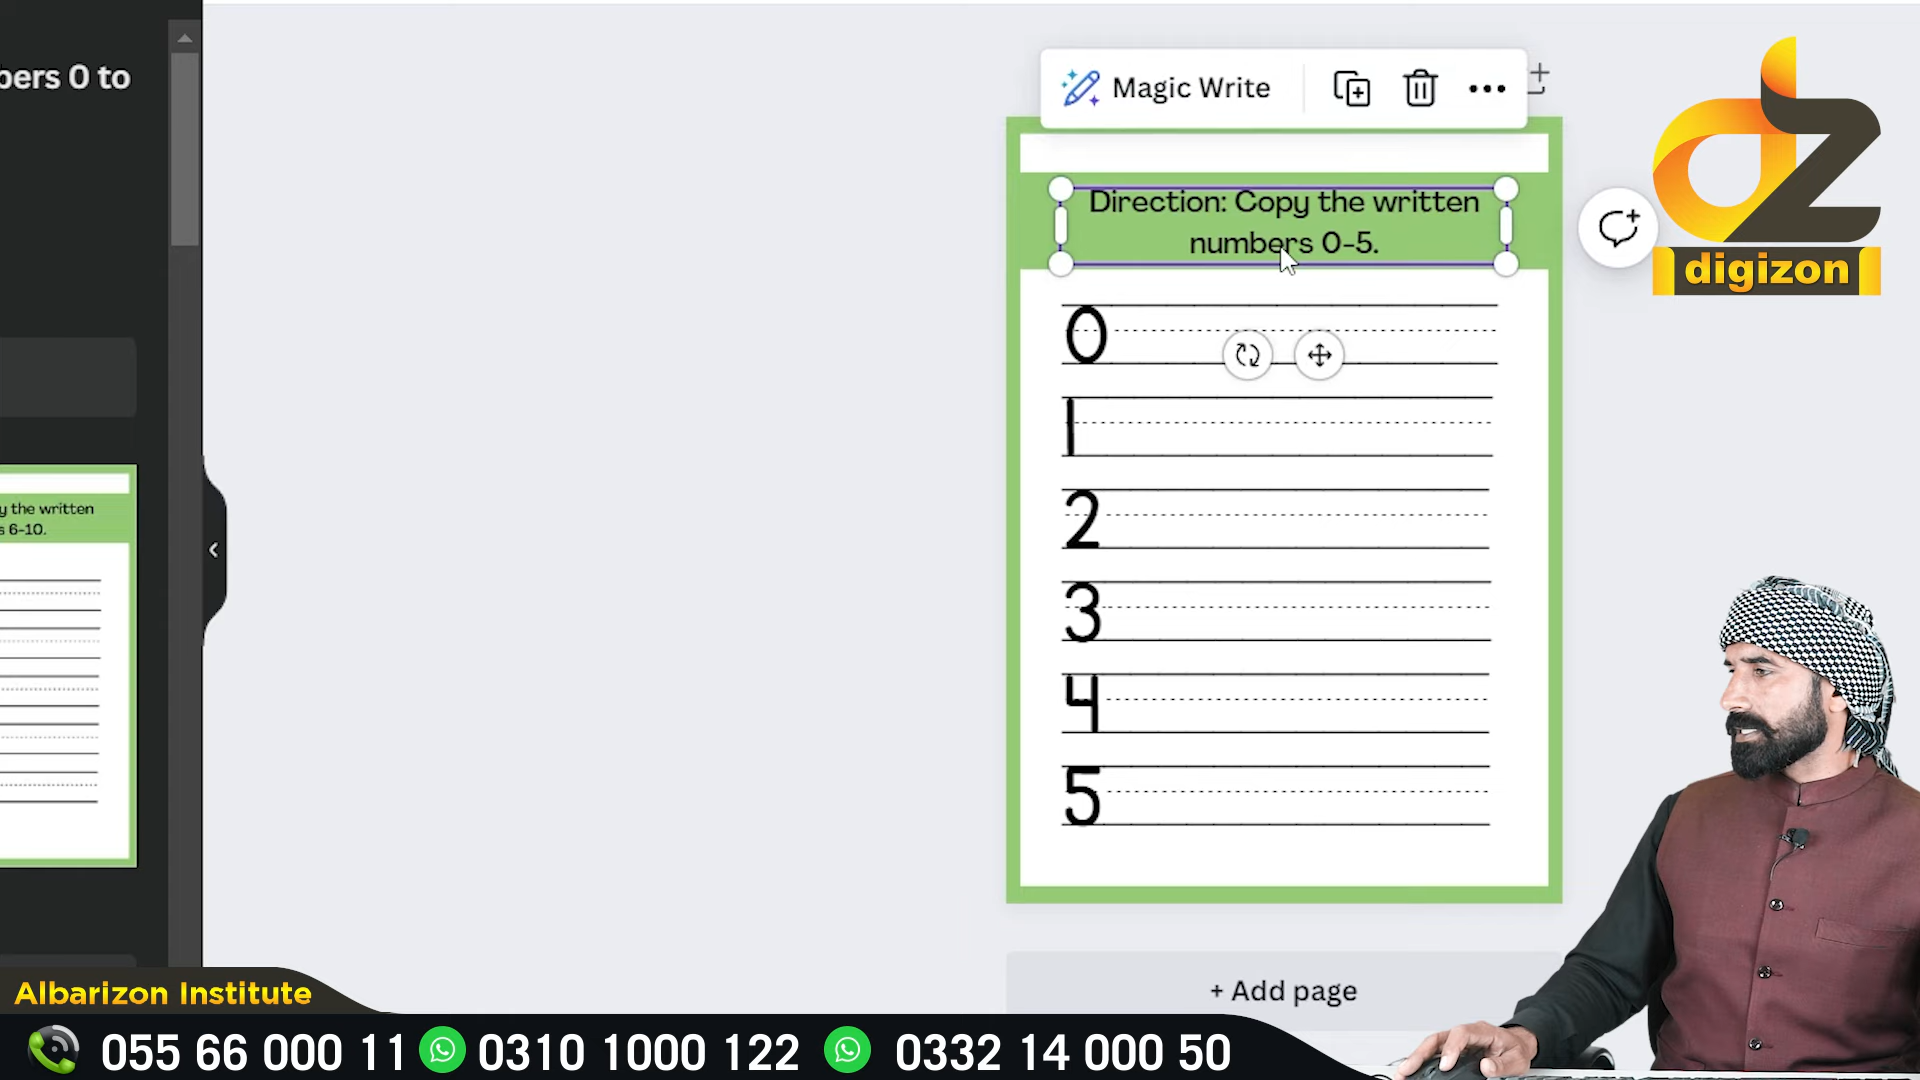 bers 0 to
Magic Write
Direction: Copy the written
numbers 0-5.
0
1
2
3
4
5
y the written
s 6-10.
+ Add page
dz
digizon
Albarizon Institute
055 66 000 11
0310 1000 122
0332 14 000 50